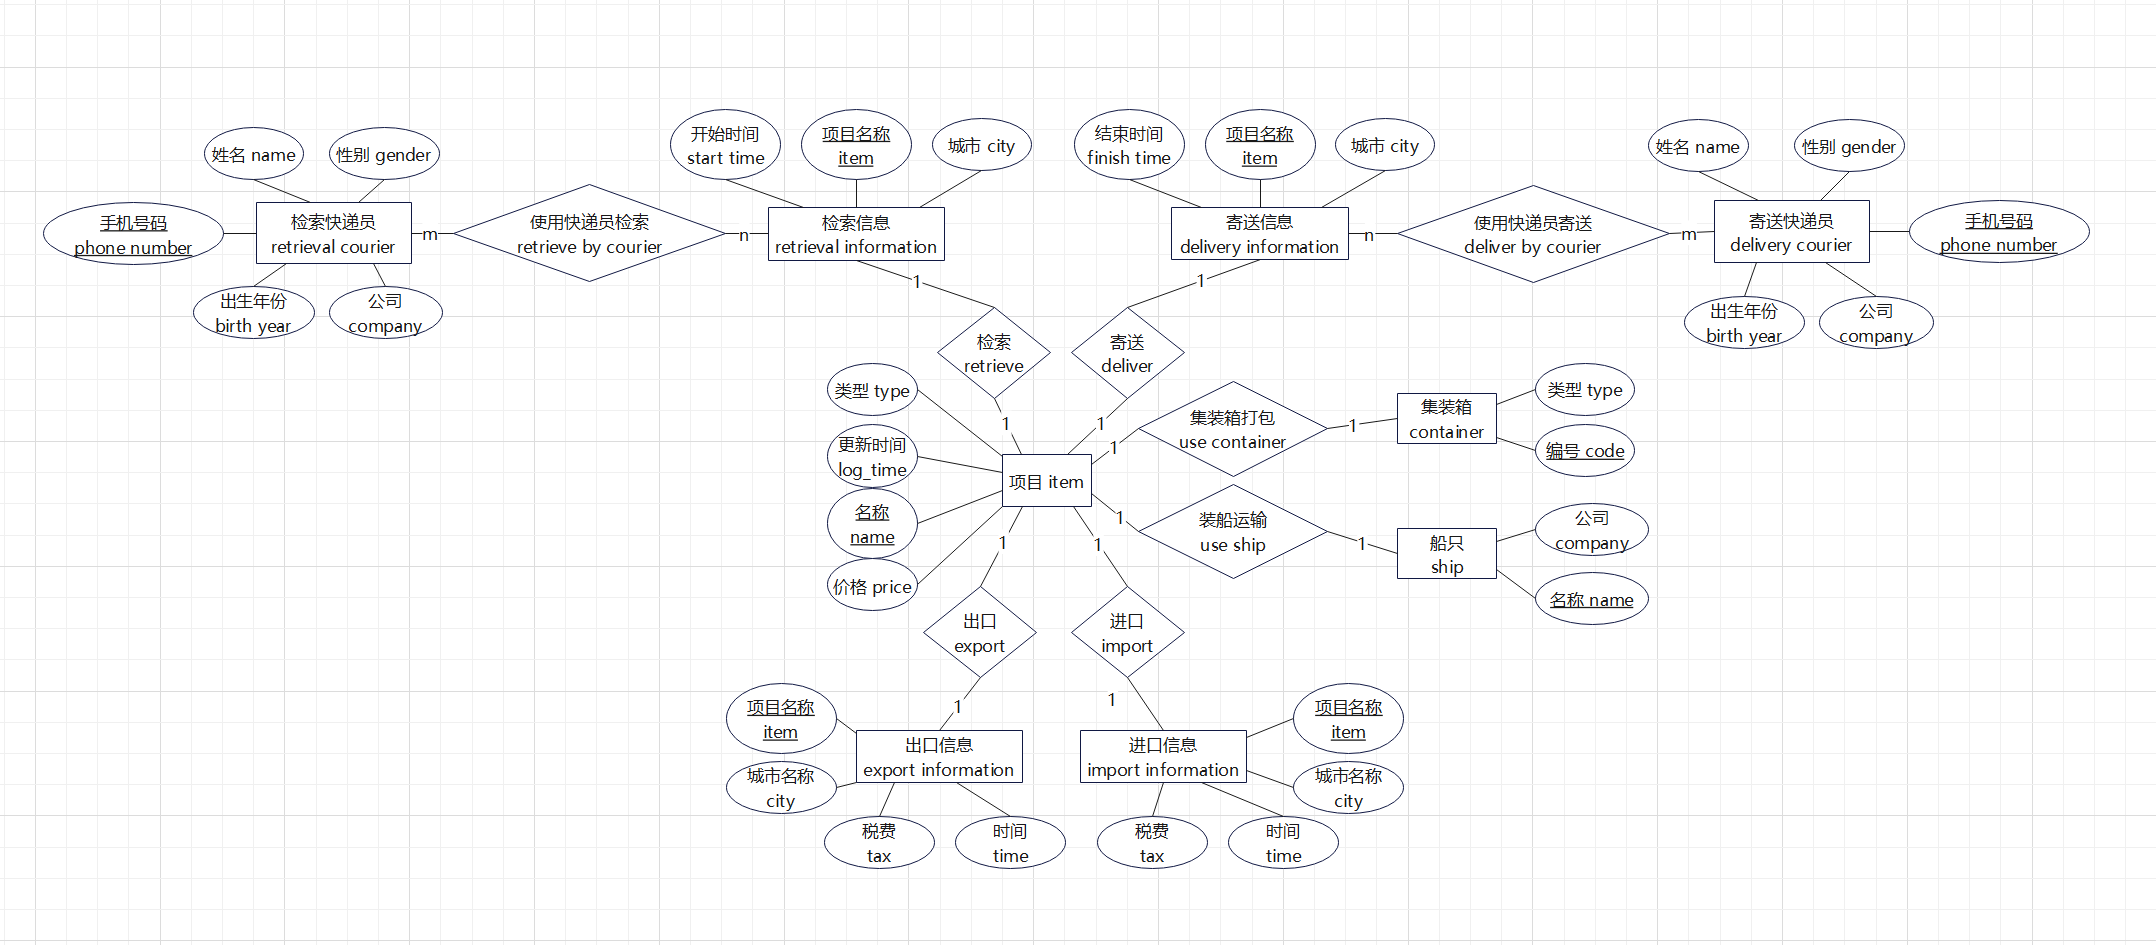 姓名 name
性别 gender
手机号码
phone number
检索快递员
retrieval courier
出生年份
birth year
公司
company
m
使用快递员检索
retrieve by courier
n
开始时间
start time
项目名称
item
城市 city
检索信息
retrieval information
1
检索
retrieve
1
结束时间
finish time
项目名称
item
城市 city
寄送信息
delivery information
1
寄送
deliver
1
n
使用快递员寄送
deliver by courier
m
姓名 name
性别 gender
寄送快递员
delivery courier
手机号码
phone number
出生年份
birth year
公司
company
类型 type
更新时间
log_time
名称
name
价格 price
项目 item
1
集装箱打包
use container
1
集装箱
container
类型 type
编号 code
1
装船运输
use ship
1
船只
ship
公司
company
名称 name
1
出口
export
1
1
进口
import
1
项目名称
item
城市名称
city
出口信息
export information
税费
tax
时间
time
进口信息
import information
项目名称
item
城市名称
city
税费
tax
时间
time